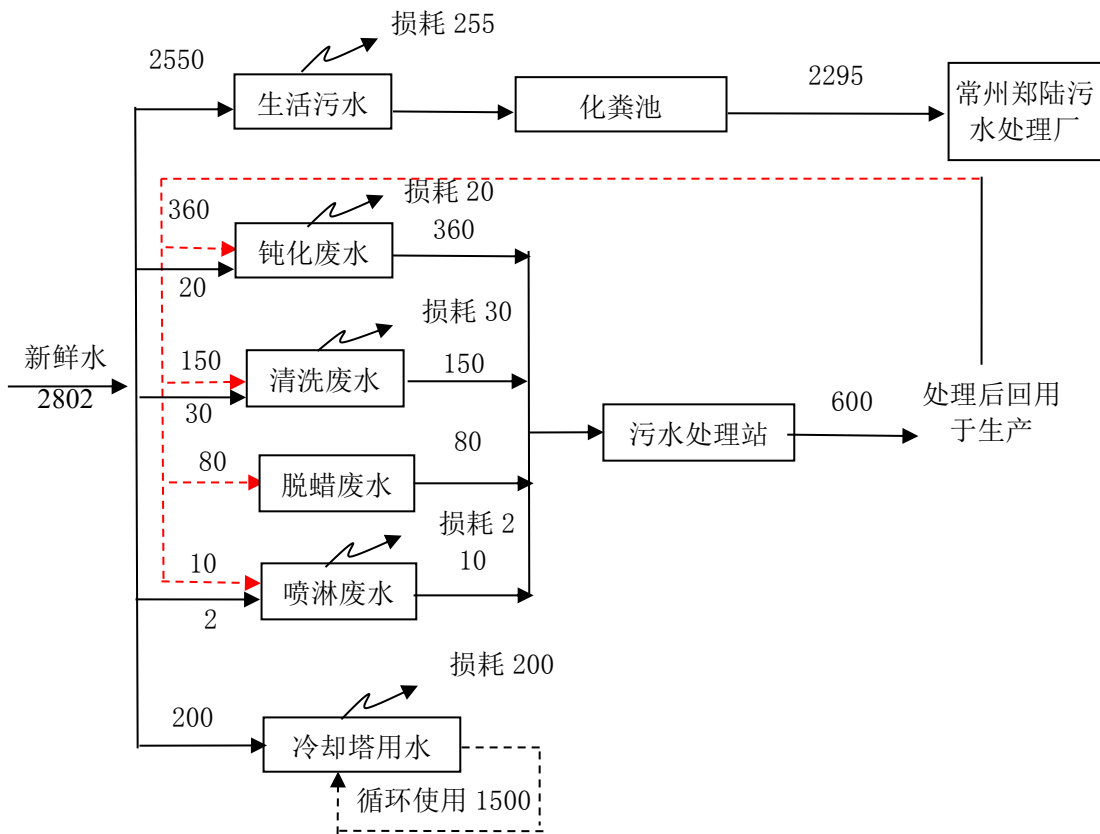 损耗 255
2550
生活污水
化粪池
2295
常州郑陆污
水处理厂
损耗 20
360
钝化废水
360
20
损耗 30
新鲜水
2802
150
清洗废水
150
30
污水处理站
600
处理后回用
于生产
80
脱蜡废水
80
损耗 2
10
喷淋废水
10
2
损耗 200
200
冷却塔用水
循环使用 1500